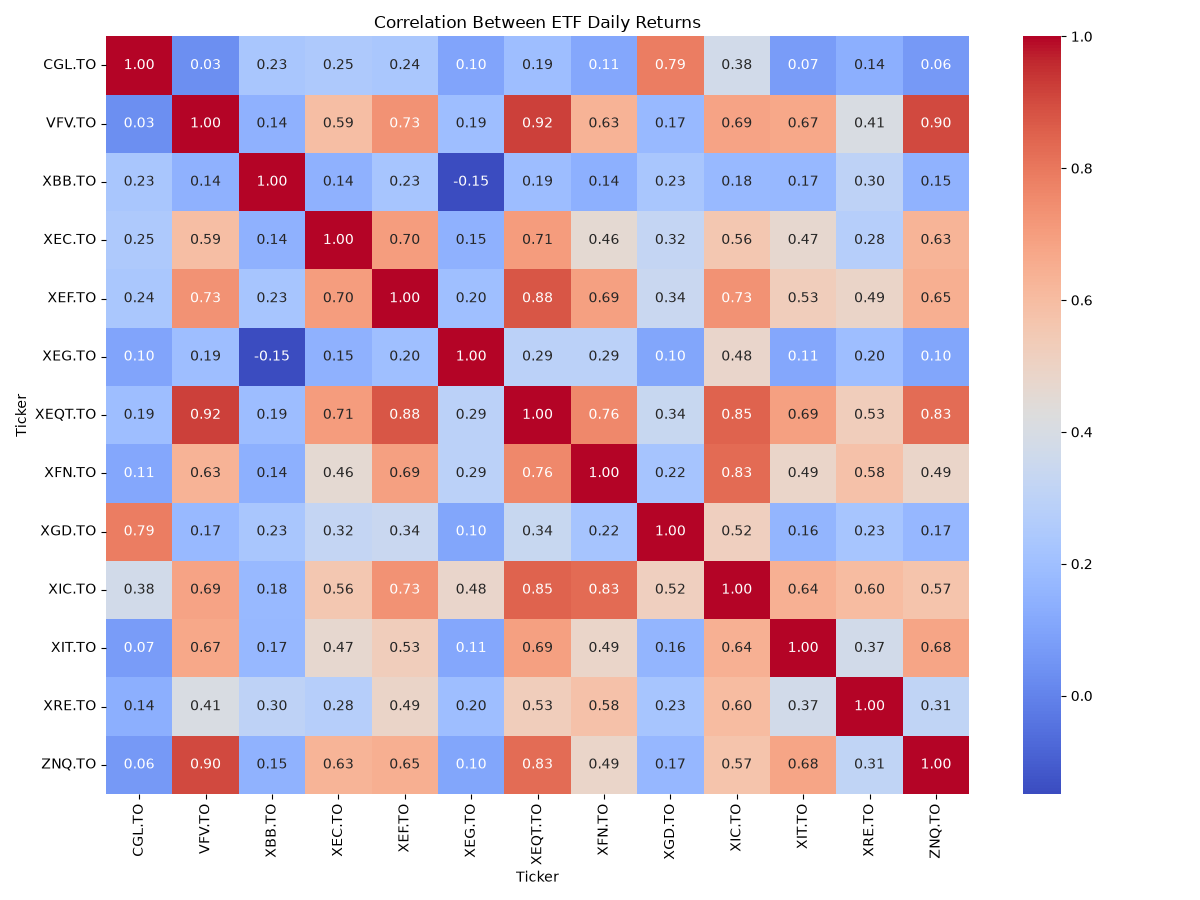 Correlation Between ETF Daily Returns
CGL.TO 1.00 0.03 0.23 0.25 0.24 0.10 0.19 0.11 0.79 0.38 0.07 0.14 0.06
VFV.TO 0.03 1.00 0.14 0.59 0.73 0.19 0.92 0.63 0.17 0.69 0.67 0.41 0.90
XBB.TO 0.23 0.14 1.00 0.14 0.23 -0.15 0.19 0.14 0.23 0.18 0.17 0.30 0.15
XEC.TO 0.25 0.59 0.14 1.00 0.70 0.15 0.71 0.46 0.32 0.56 0.47 0.28 0.63
XEF.TO 0.24 0.73 0.23 0.70 1.00 0.20 0.88 0.69 0.34 0.73 0.53 0.49 0.65
XEG.TO 0.10 0.19 -0.15 0.15 0.20 1.00 0.29 0.29 0.10 0.48 0.11 0.20 0.10
XEQT.TO 0.19 0.92 0.19 0.71 0.88 0.29 1.00 0.76 0.34 0.85 0.69 0.53 0.83
XFN.TO 0.11 0.63 0.14 0.46 0.69 0.29 0.76 1.00 0.22 0.83 0.49 0.58 0.49
XGD.TO 0.79 0.17 0.23 0.32 0.34 0.10 0.34 0.22 1.00 0.52 0.16 0.23 0.17
XIC.TO 0.38 0.69 0.18 0.56 0.73 0.48 0.85 0.83 0.52 1.00 0.64 0.60 0.57
XIT.TO 0.07 0.67 0.17 0.47 0.53 0.11 0.69 0.49 0.16 0.64 1.00 0.37 0.68
XRE.TO 0.14 0.41 0.30 0.28 0.49 0.20 0.53 0.58 0.23 0.60 0.37 1.00 0.31
ZNQ.TO 0.06 0.90 0.15 0.63 0.65 0.10 0.83 0.49 0.17 0.57 0.68 0.31 1.00
Ticker
CGL.TO VFV.TO XBB.TO XEC.TO XEF.TO XEG.TO XEQT.TO XFN.TO XGD.TO XIC.TO XIT.TO XRE.TO ZNQ.TO
Ticker
1.0
0.8
0.6
0.4
0.2
0.0